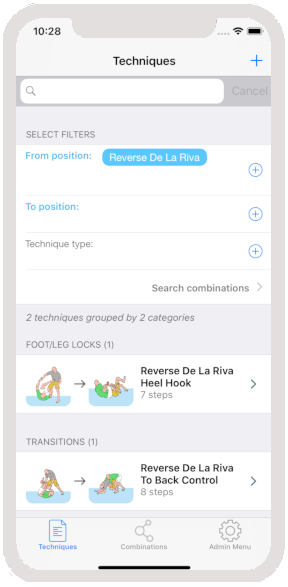 10:28
Techniques
Cancel
SELECT FILTERS
From position: Reverse De La Riva
To position:
Technique type:
Search combinations
2 techniques grouped by 2 categories
FOOT/LEG LOCKS (1)
Reverse De La Riva
Heel Hook
7 steps
TRANSITIONS (1)
Reverse De La Riva
To Back Control
8 steps
Techniques Combinations Admin Menu